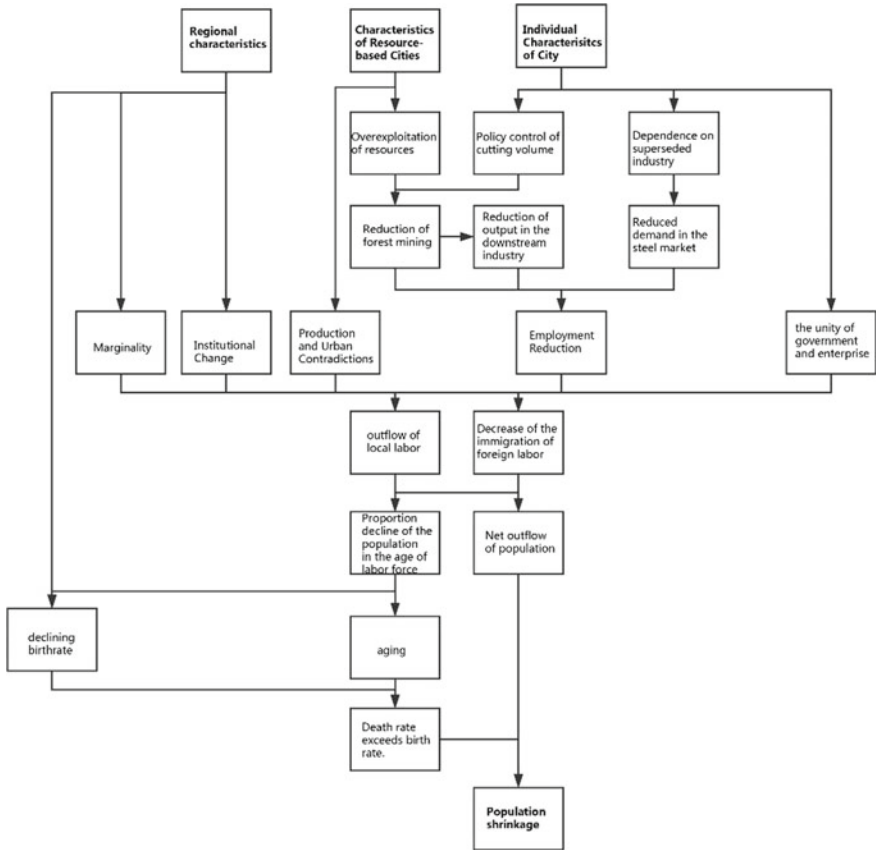 Regional
characteristics
Characteristics
of Resource-
based Cities
Individual
Characterisitcs
of City
Overexploitation
of resources
Policy control of
cutting volume
Dependence on
superseded
industry
Reduction of
forest mining
Reduction of
output in the
downstream
industry
Reduced
demand in the
steel market
Marginality
Institutional
Change
Production
and Urban
Contradictions
Employment
Reduction
the unity of
government
and enterprise
outflow of
local labor
Decrease of the
immigration of
foreign labor
Proportion
decline of the
population
in the age of
labor force
Net outflow
of population
declining
birthrate
aging
Death rate
exceeds birth
rate.
Population
shrinkage